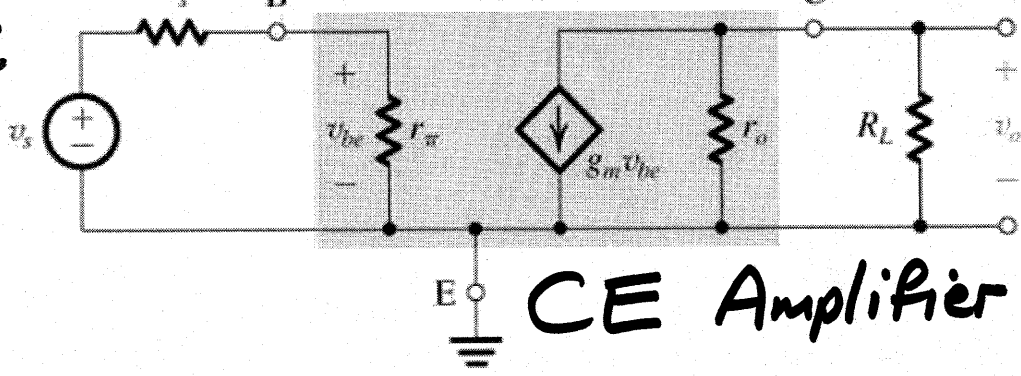 B
+
v_s
+
−
v_be
r_π
−
g_m v_be
r_o
R_L
+
v_o
−
E
CE Amplifier